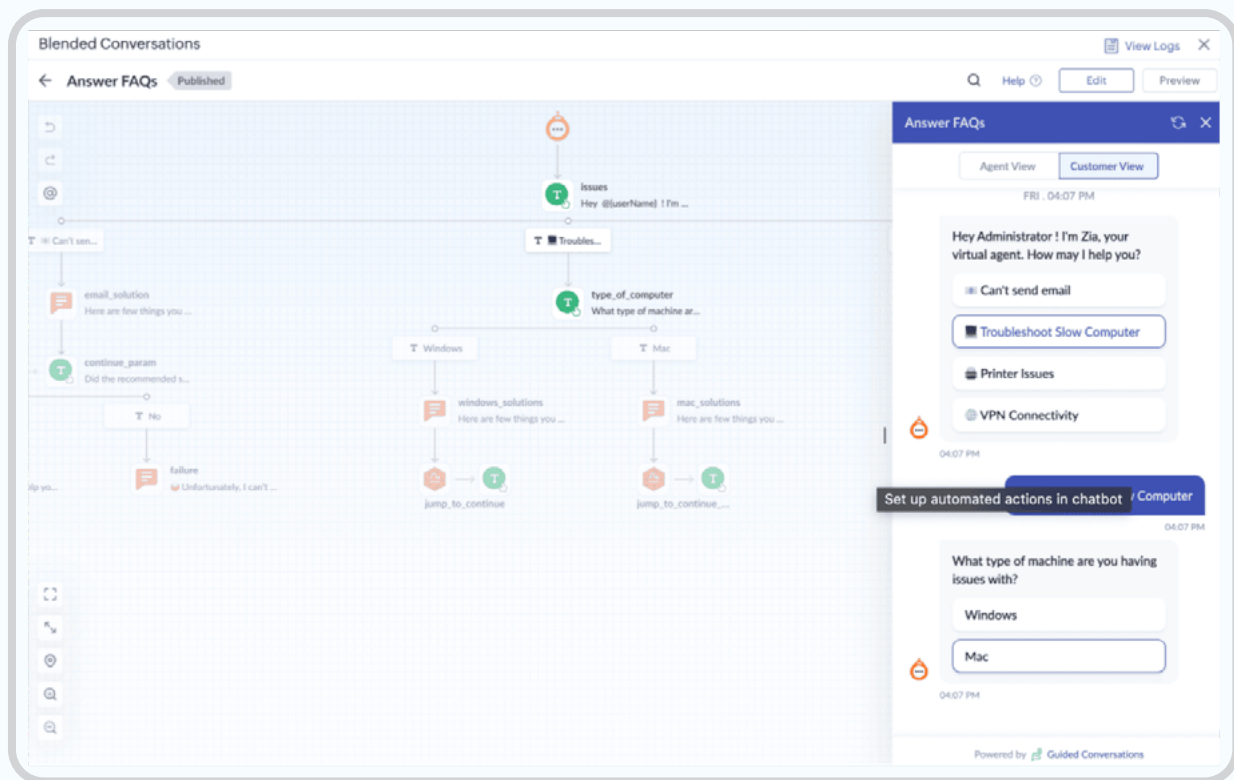 Blended Conversations
View Logs
Answer FAQs
Published
Help
Edit
Preview
issues
Hey @{userName} ! I'm ...
T Can't sen...
T Troubles...
email_solution
Here are few things you ...
type_of_computer
What type of machine ar...
T Windows
T Mac
continue_param
Did the recommended s...
windows_solutions
Here are few things you ...
mac_solutions
Here are few things you ...
T No
failure
Unfortunately, I can't ...
lp yo...
jump_to_continue
jump_to_continue_...
Answer FAQs
Agent View
Customer View
FRI . 04:07 PM
Hey Administrator ! I'm Zia, your
virtual agent. How may I help you?
Can't send email
Troubleshoot Slow Computer
Printer Issues
VPN Connectivity
04:07 PM
Computer
Set up automated actions in chatbot
04:07 PM
What type of machine are you having
issues with?
Windows
Mac
04:07 PM
Powered by Guided Conversations